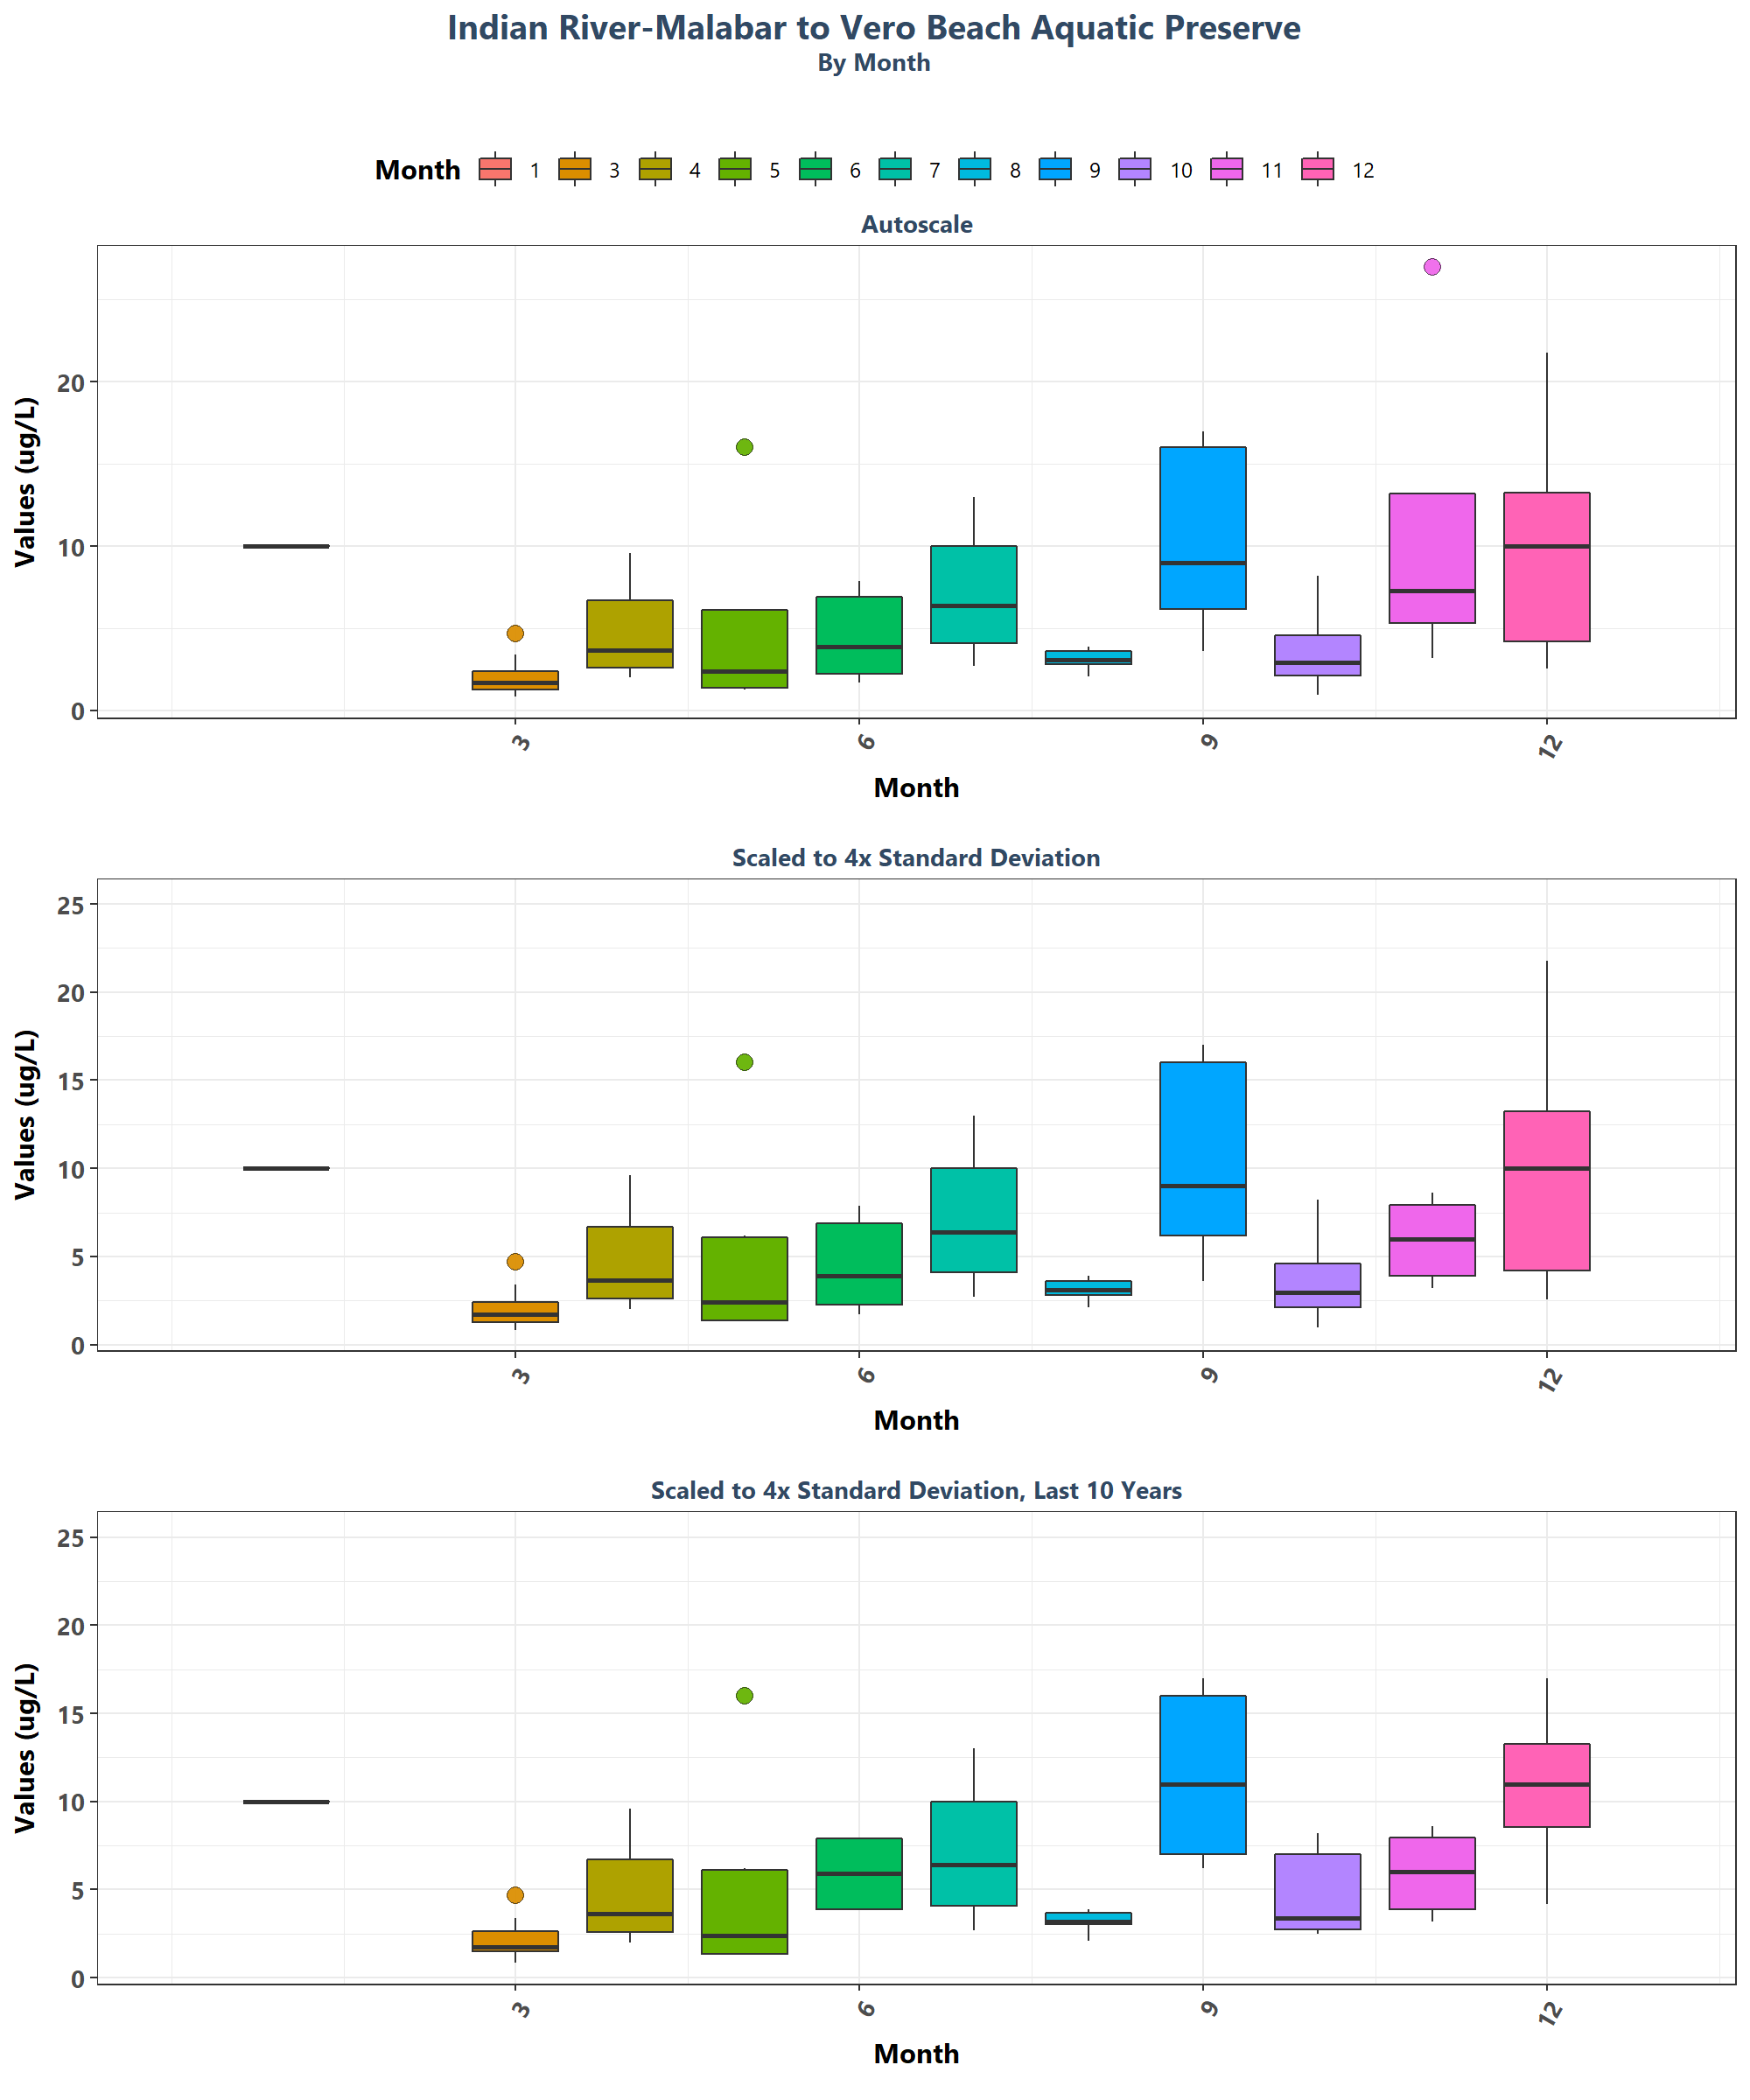 Indian River-Malabar to Vero Beach Aquatic Preserve
By Month
Month 1 3 4 5 6 7 8 9 10 11 12
Autoscale
Values (ug/L)
20
10
0
3 6 9 12
Month
Scaled to 4x Standard Deviation
Values (ug/L)
25
20
15
10
5
0
3 6 9 12
Month
Scaled to 4x Standard Deviation, Last 10 Years
Values (ug/L)
25
20
15
10
5
0
3 6 9 12
Month